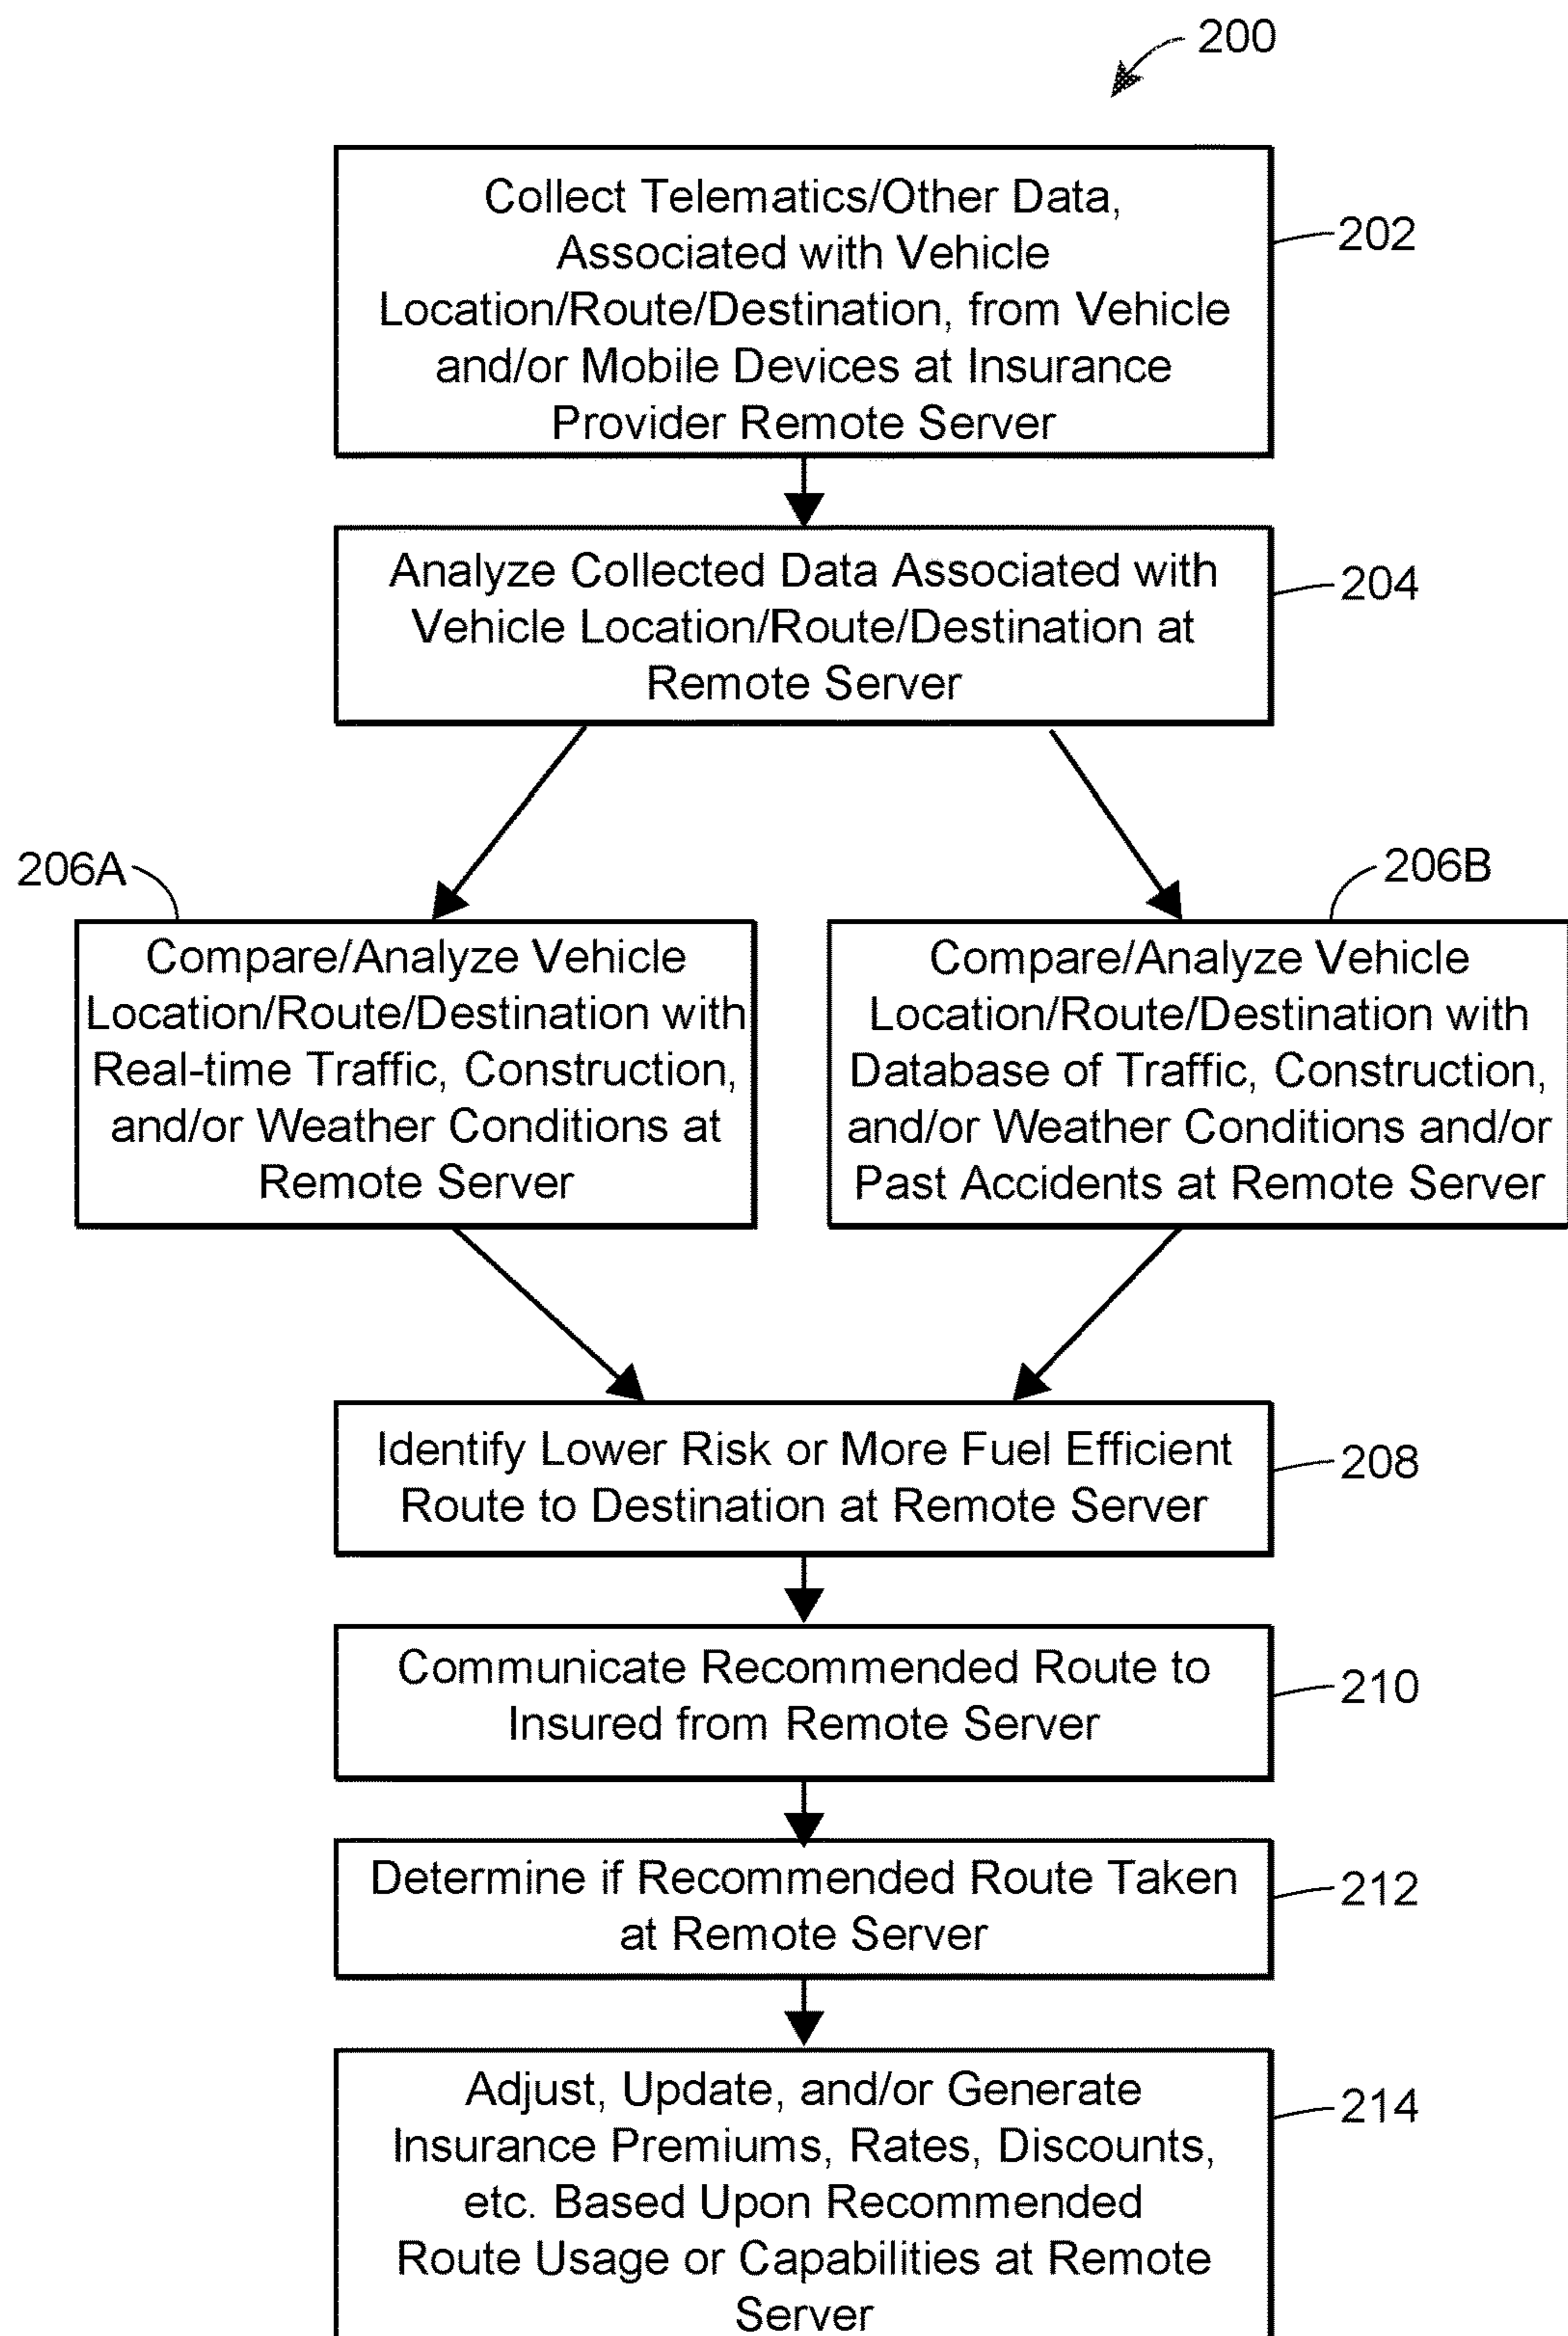 200
Collect Telematics/Other Data,
Associated with Vehicle
Location/Route/Destination, from Vehicle
and/or Mobile Devices at Insurance
Provider Remote Server
202
Analyze Collected Data Associated with
Vehicle Location/Route/Destination at
Remote Server
204
206A
Compare/Analyze Vehicle
Location/Route/Destination with
Real-time Traffic, Construction,
and/or Weather Conditions at
Remote Server
206B
Compare/Analyze Vehicle
Location/Route/Destination with
Database of Traffic, Construction,
and/or Weather Conditions and/or
Past Accidents at Remote Server
Identify Lower Risk or More Fuel Efficient
Route to Destination at Remote Server
208
Communicate Recommended Route to
Insured from Remote Server
210
Determine if Recommended Route Taken
at Remote Server
212
Adjust, Update, and/or Generate
Insurance Premiums, Rates, Discounts,
etc. Based Upon Recommended
Route Usage or Capabilities at Remote
Server
214